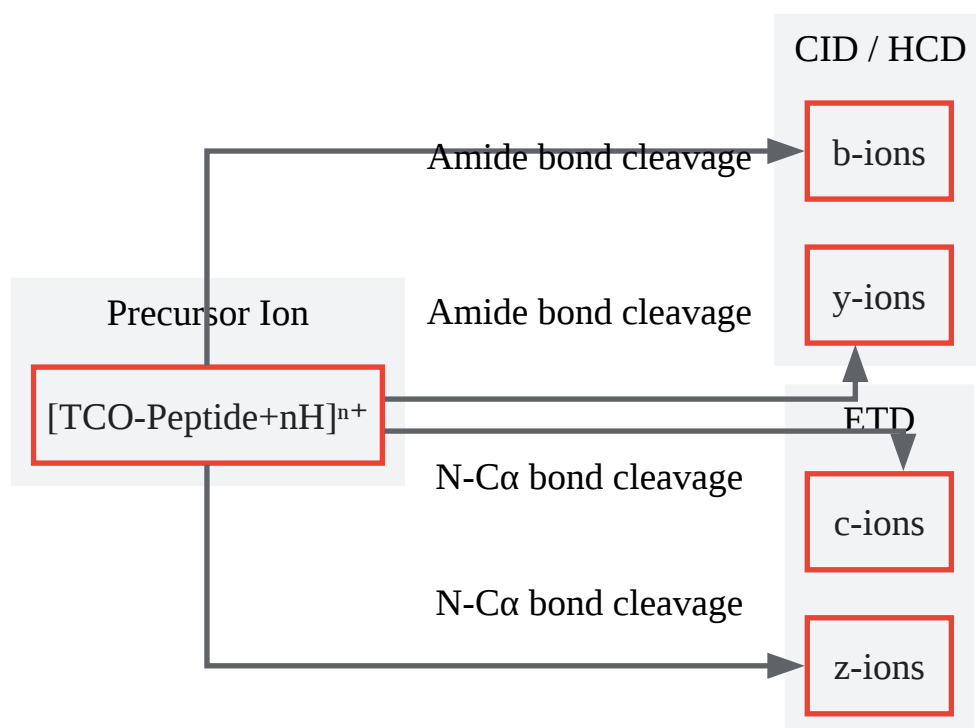 CID / HCD
Amide bond cleavage
b-ions
y-ions
Precursor Ion
Amide bond cleavage
[TCO-Peptide+nH]ⁿ⁺
ETD
N-Cα bond cleavage
c-ions
N-Cα bond cleavage
z-ions